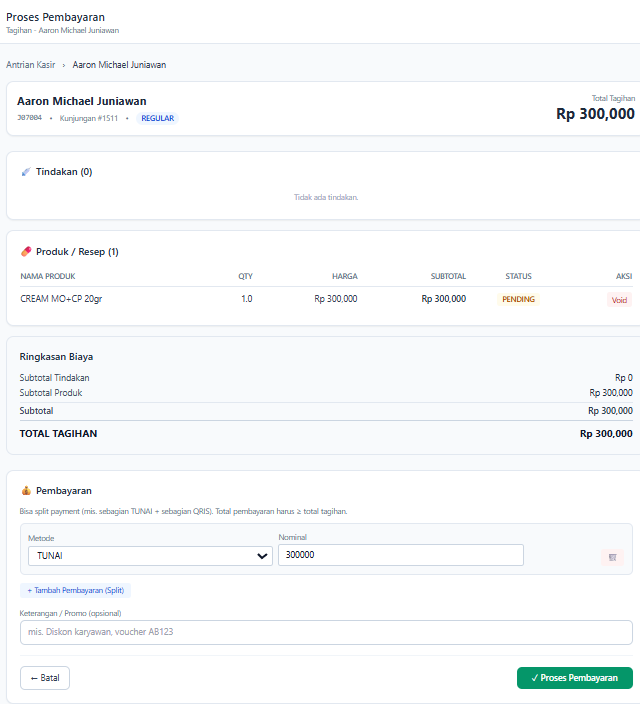 Proses Pembayaran
Tagihan - Aaron Michael Juniawan
Antrian Kasir › Aaron Michael Juniawan
Aaron Michael Juniawan
J07004 • Kunjungan #1511 • REGULAR
Total Tagihan
Rp 300,000
Tindakan (0)
Tidak ada tindakan.
Produk / Resep (1)
NAMA PRODUK QTY HARGA SUBTOTAL STATUS AKSI
CREAM MO+CP 20gr 1.0 Rp 300,000 Rp 300,000 PENDING Void
Ringkasan Biaya
Subtotal Tindakan Rp 0
Subtotal Produk Rp 300,000
Subtotal Rp 300,000
TOTAL TAGIHAN Rp 300,000
Pembayaran
Bisa split payment (mis. sebagian TUNAI + sebagian QRIS). Total pembayaran harus ≥ total tagihan.
Metode Nominal
TUNAI 300000
+ Tambah Pembayaran (Split)
Keterangan / Promo (opsional)
mis. Diskon karyawan, voucher AB123
← Batal ✓ Proses Pembayaran